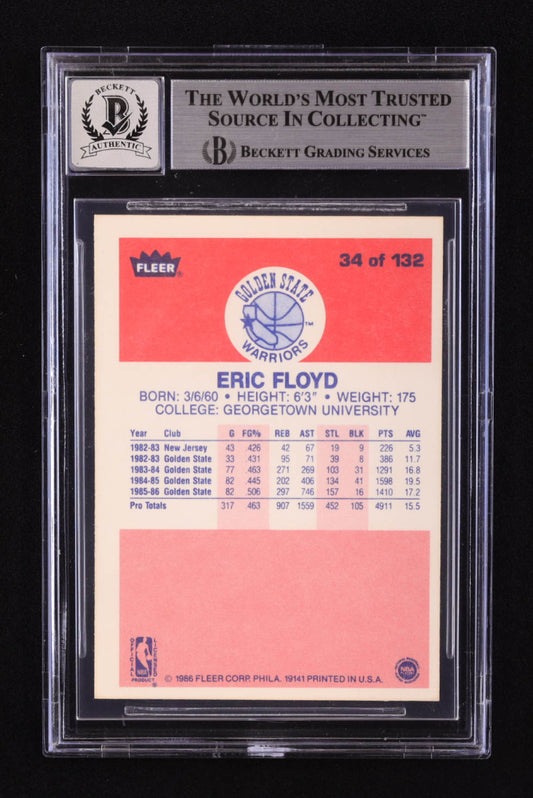 BECKETT
B
AUTHENTIC
THE WORLD'S MOST TRUSTED
SOURCE IN COLLECTING™
B BECKETT GRADING SERVICES
FLEER®
34 of 132
GOLDEN STATE
WARRIORS
™
ERIC FLOYD
BORN: 3/6/60 • HEIGHT: 6'3" • WEIGHT: 175
COLLEGE: GEORGETOWN UNIVERSITY
Year Club G FG% REB AST STL BLK PTS AVG
1982-83 New Jersey 43 .426 42 67 19 9 226 5.3
1982-83 Golden State 33 .431 95 71 39 8 386 11.7
1983-84 Golden State 77 .463 271 269 103 31 1291 16.8
1984-85 Golden State 82 .445 202 406 134 41 1598 19.5
1985-86 Golden State 82 .506 297 746 157 16 1410 17.2
Pro Totals 317 .463 907 1559 452 105 4911 15.5
OFFICIAL LICENSED
NBA
PRODUCT
© 1986 FLEER CORP. PHILA. 19141 PRINTED IN U.S.A.
NBA